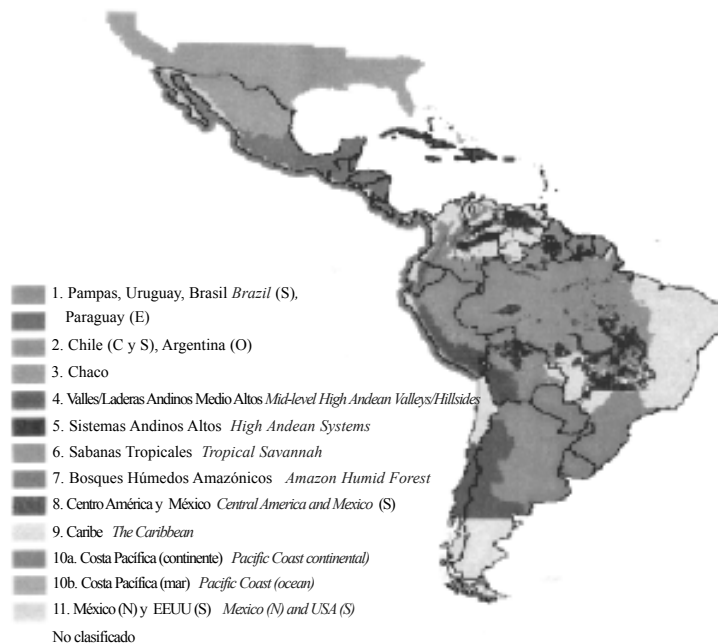 1. Pampas, Uruguay, Brasil Brazil (S),
Paraguay (E)
2. Chile (C y S), Argentina (O)
3. Chaco
4. Valles/Laderas Andinos Medio Altos Mid-level High Andean Valleys/Hillsides
5. Sistemas Andinos Altos High Andean Systems
6. Sabanas Tropicales Tropical Savannah
7. Bosques Húmedos Amazónicos Amazon Humid Forest
8. Centro América y México Central America and Mexico (S)
9. Caribe The Caribbean
10a. Costa Pacífica (continente) Pacific Coast continental)
10b. Costa Pacífica (mar) Pacific Coast (ocean)
11. México (N) y EEUU (S) Mexico (N) and USA (S)
No clasificado